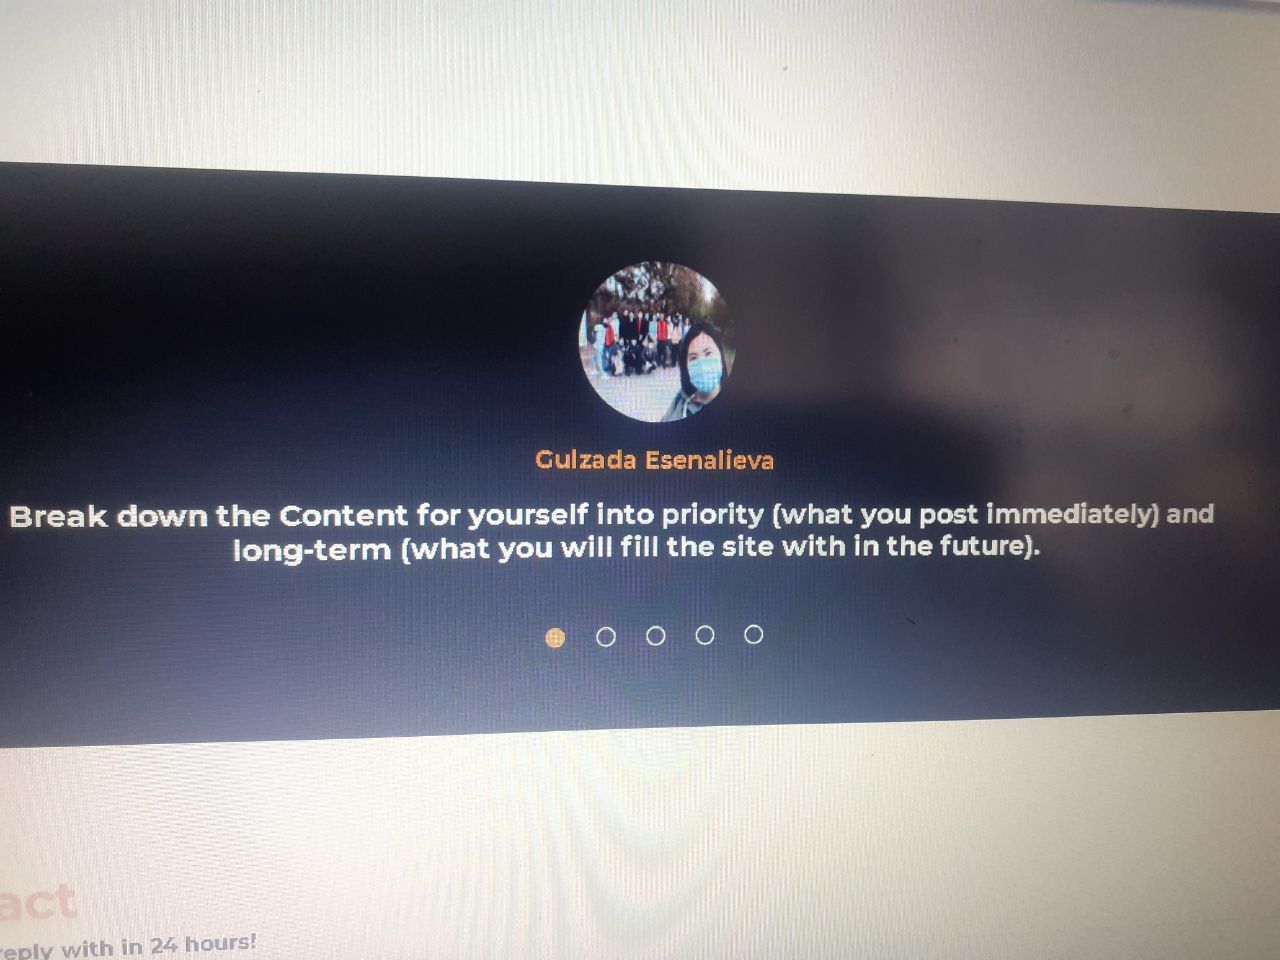 Gulzada Esenalieva
Break down the Content for yourself into priority (what you post immediately) and
long-term (what you will fill the site with in the future).
act
reply with in 24 hours!